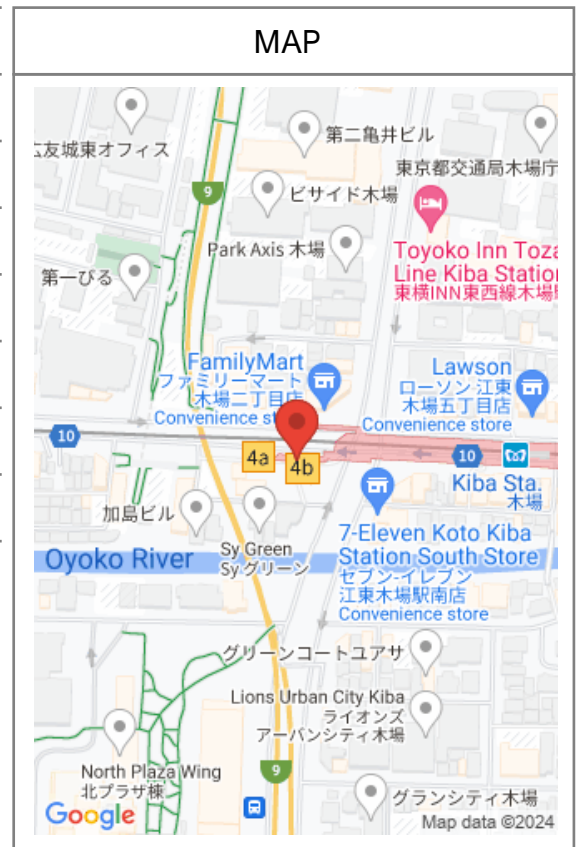 MAP
第二亀井ビル
広友城東オフィス
東京都交通局木場庁
9
ビサイド木場
Park Axis 木場
Toyoko Inn Toza
Line Kiba Station
東横INN東西線木場
第一びる
FamilyMart
ファミリーマート
木場二丁目店
Convenience st
Lawson
ローソン 江東
木場五丁目店
Convenience store
10
4a
4b
10
Kiba Sta.
木場
加島ビル
Sy Green
Sy グリーン
7-Eleven Koto Kiba
Station South Store
セブン-イレブン
江東木場駅南店
Convenience store
Oyoko River
グリーンコートユアサ
Lions Urban City Kiba
ライオンズ
アーバンシティ木場
North Plaza Wing
北プラザ棟
9
グランシティ木場
Google
Map data ©2024